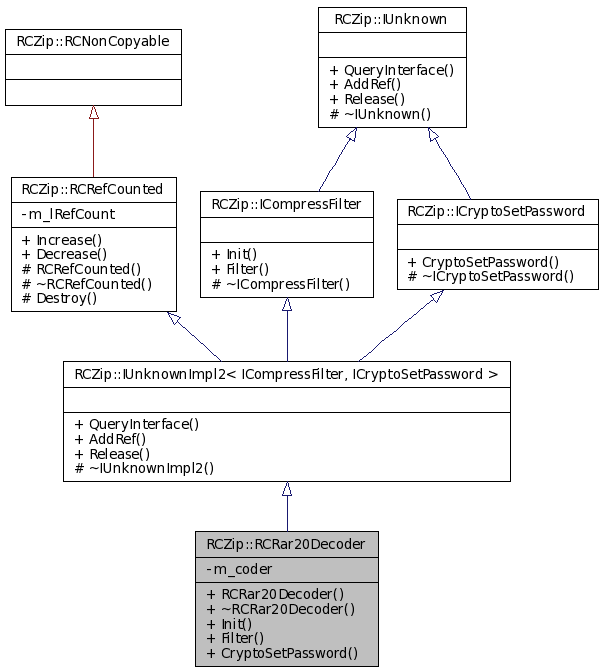 RCZip::IUnknown
+ QueryInterface()
+ AddRef()
+ Release()
# ~IUnknown()
RCZip::RCNonCopyable
RCZip::RCRefCounted
- m_lRefCount
+ Increase()
+ Decrease()
# RCRefCounted()
# ~RCRefCounted()
# Destroy()
RCZip::ICompressFilter
+ Init()
+ Filter()
# ~ICompressFilter()
RCZip::ICryptoSetPassword
+ CryptoSetPassword()
# ~ICryptoSetPassword()
RCZip::IUnknownImpl2< ICompressFilter, ICryptoSetPassword >
+ QueryInterface()
+ AddRef()
+ Release()
# ~IUnknownImpl2()
RCZip::RCRar20Decoder
- m_coder
+ RCRar20Decoder()
+ ~RCRar20Decoder()
+ Init()
+ Filter()
+ CryptoSetPassword()